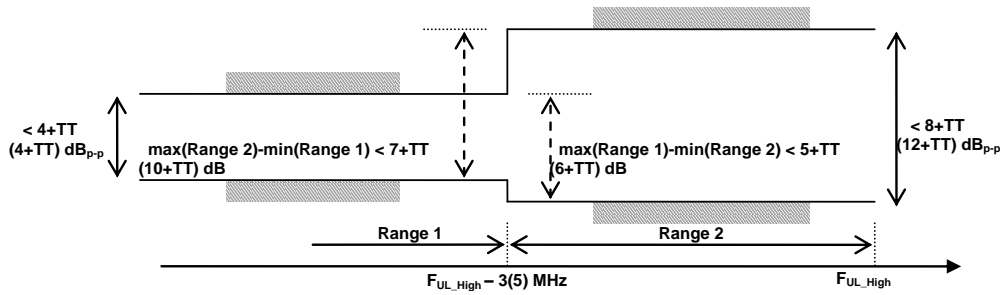 < 4+TT
(4+TT) dBp-p
max(Range 2)-min(Range 1) < 7+TT
(10+TT) dB
max(Range 1)-min(Range 2) < 5+TT
(6+TT) dB
< 8+TT
(12+TT) dBp-p
Range 1
Range 2
FUL_High – 3(5) MHz
FUL_High